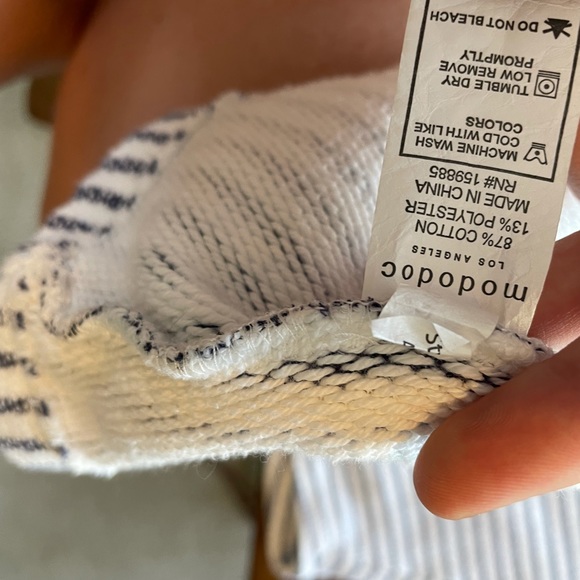 mododoc
LOS ANGELES
87% COTTON
13% POLYESTER
MADE IN CHINA
RN# 159885
MACHINE WASH
COLD WITH LIKE
COLORS
TUMBLE DRY
LOW REMOVE
PROMPTLY
DO NOT BLEACH